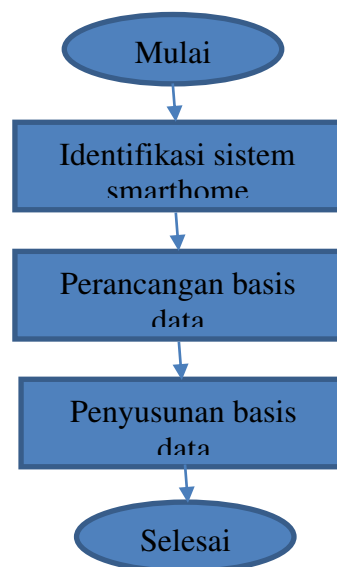 Mulai
Identifikasi sistem
smarthome
Perancangan basis
data
Penyusunan basis
data
Selesai